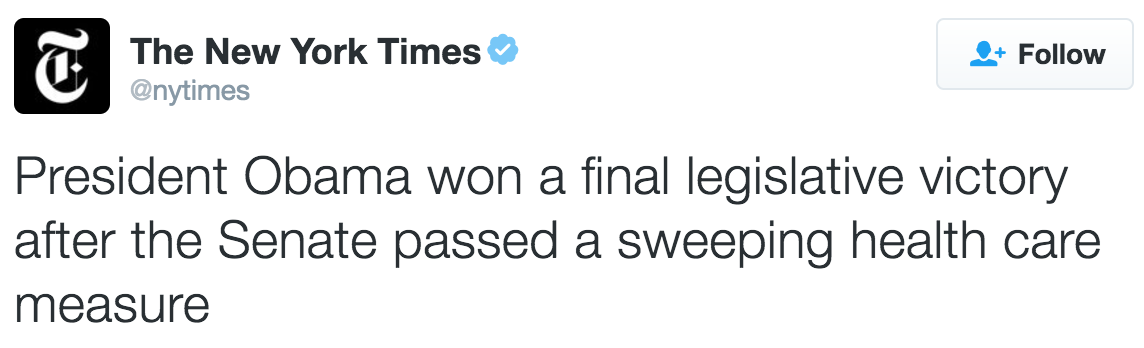 The New York Times
@nytimes
Follow
President Obama won a final legislative victory
after the Senate passed a sweeping health care
measure